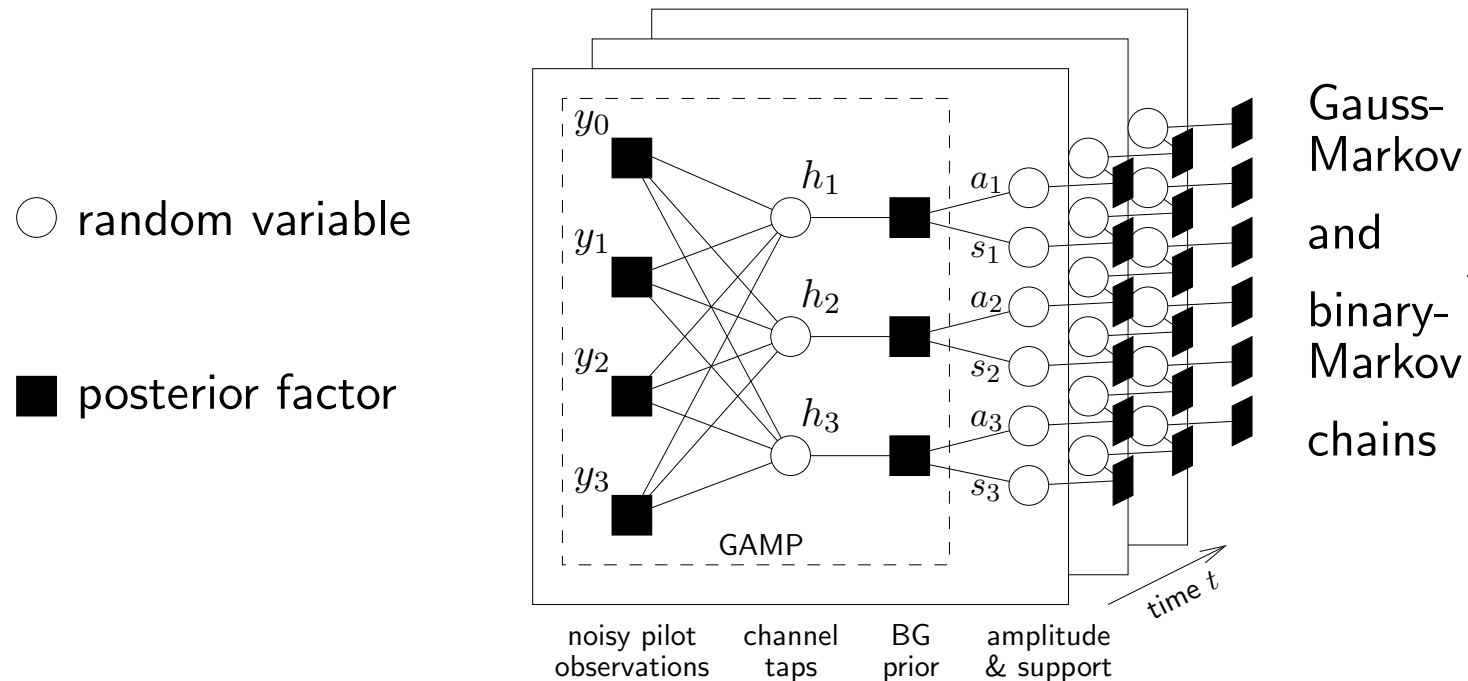 random variable
posterior factor
y0
y1
y2
y3
h1
h2
h3
GAMP
a1
s1
a2
s2
a3
s3
Gauss-
Markov
and
binary-
Markov
chains
time t
noisy pilot
observations
channel
taps
BG
prior
amplitude
& support